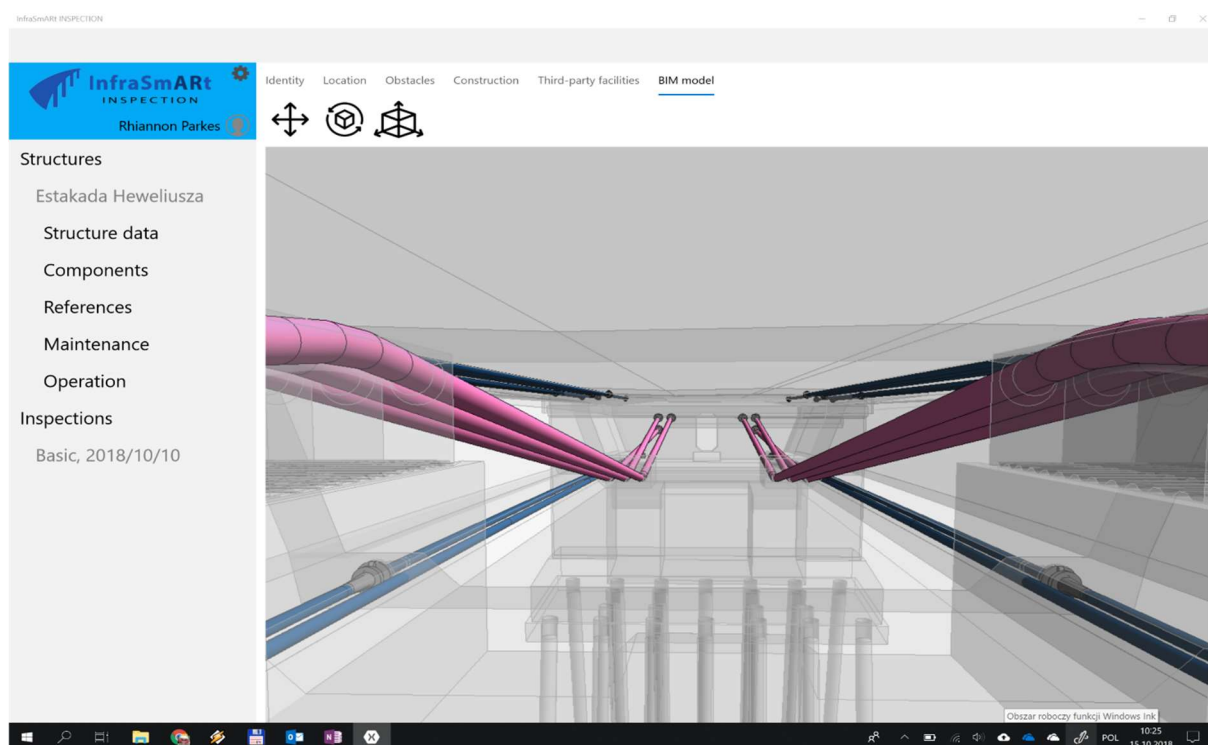 InfraSmARt INSPECTION
InfraSmARt
INSPECTION
Rhiannon Parkes
Identity Location Obstacles Construction Third-party facilities BIM model
Structures
Estakada Heweliusza
Structure data
Components
References
Maintenance
Operation
Inspections
Basic, 2018/10/10
Obszar roboczy funkcji Windows Ink
POL
10:25
15.10.2018